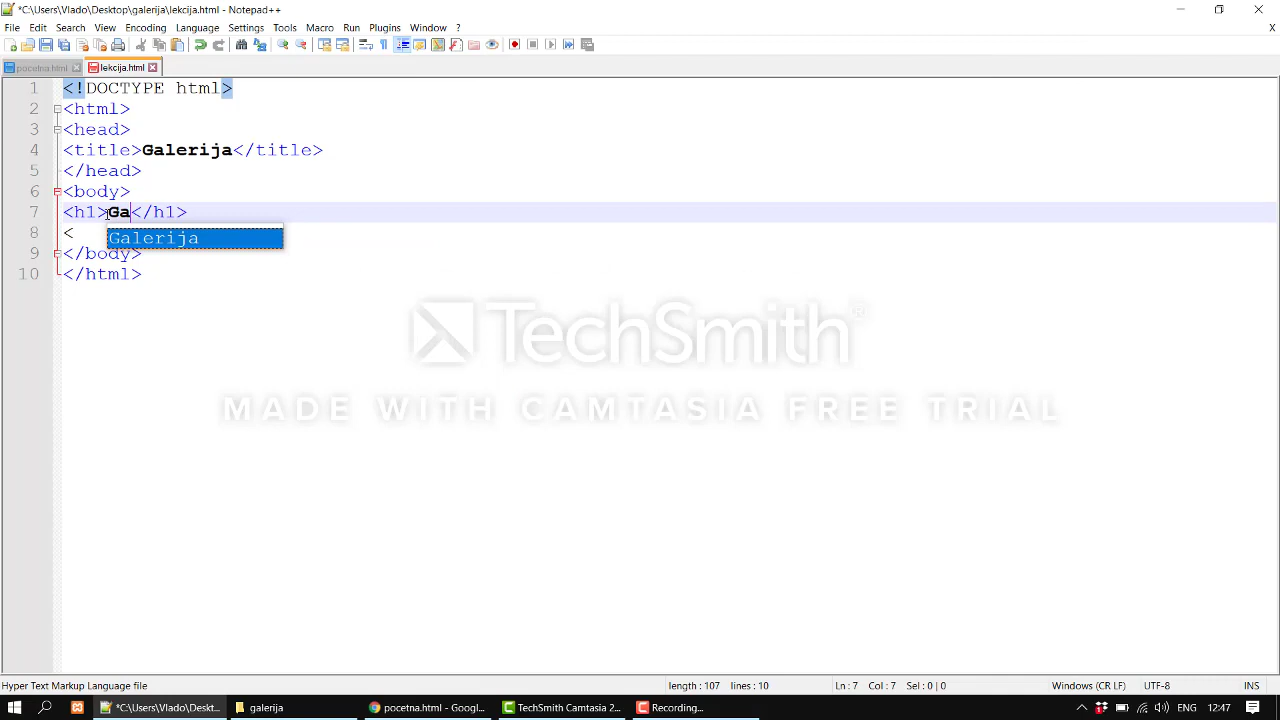 *C:\Users\Vlado\Desktop\galerija\lekcija.html - Notepad++
File Edit Search View Encoding Language Settings Tools Macro Run Plugins Window ? X
pocetna.html lekcija.html
1 <!DOCTYPE html>
2 <html>
3 <head>
4 <title>Galerija</title>
5 </head>
6 <body>
7 <h1>Ga</h1>
8 <
Galerija
9 </body>
10 </html>
TechSmith®
MADE WITH CAMTASIA FREE TRIAL
Hyper Text Markup Language file length : 107 lines : 10 Ln : 7 Col : 7 Sel : 0 | 0 Windows (CR LF) UTF-8 INS
*C:\Users\Vlado\Deskt... galerija pocetna.html - Googl... TechSmith Camtasia 2... Recording... 12:47